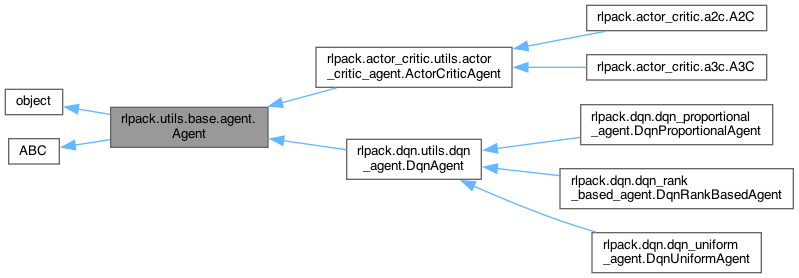 object
ABC
rlpack.utils.base.agent.
Agent
rlpack.actor_critic.utils.actor
_critic_agent.ActorCriticAgent
rlpack.dqn.utils.dqn
_agent.DqnAgent
rlpack.actor_critic.a2c.A2C
rlpack.actor_critic.a3c.A3C
rlpack.dqn.dqn_proportional
_agent.DqnProportionalAgent
rlpack.dqn.dqn_rank
_based_agent.DqnRankBasedAgent
rlpack.dqn.dqn_uniform
_agent.DqnUniformAgent